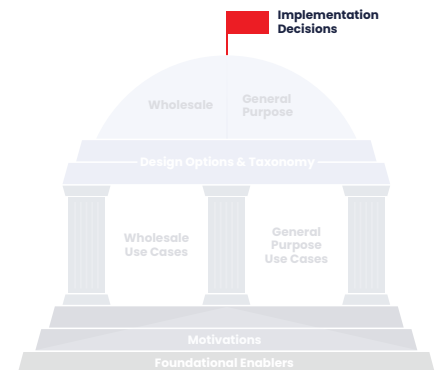 Implementation
Decisions
Wholesale
General
Purpose
Design Options & Taxonomy
Wholesale
Use Cases
General
Purpose
Use Cases
Motivations
Foundational Enablers